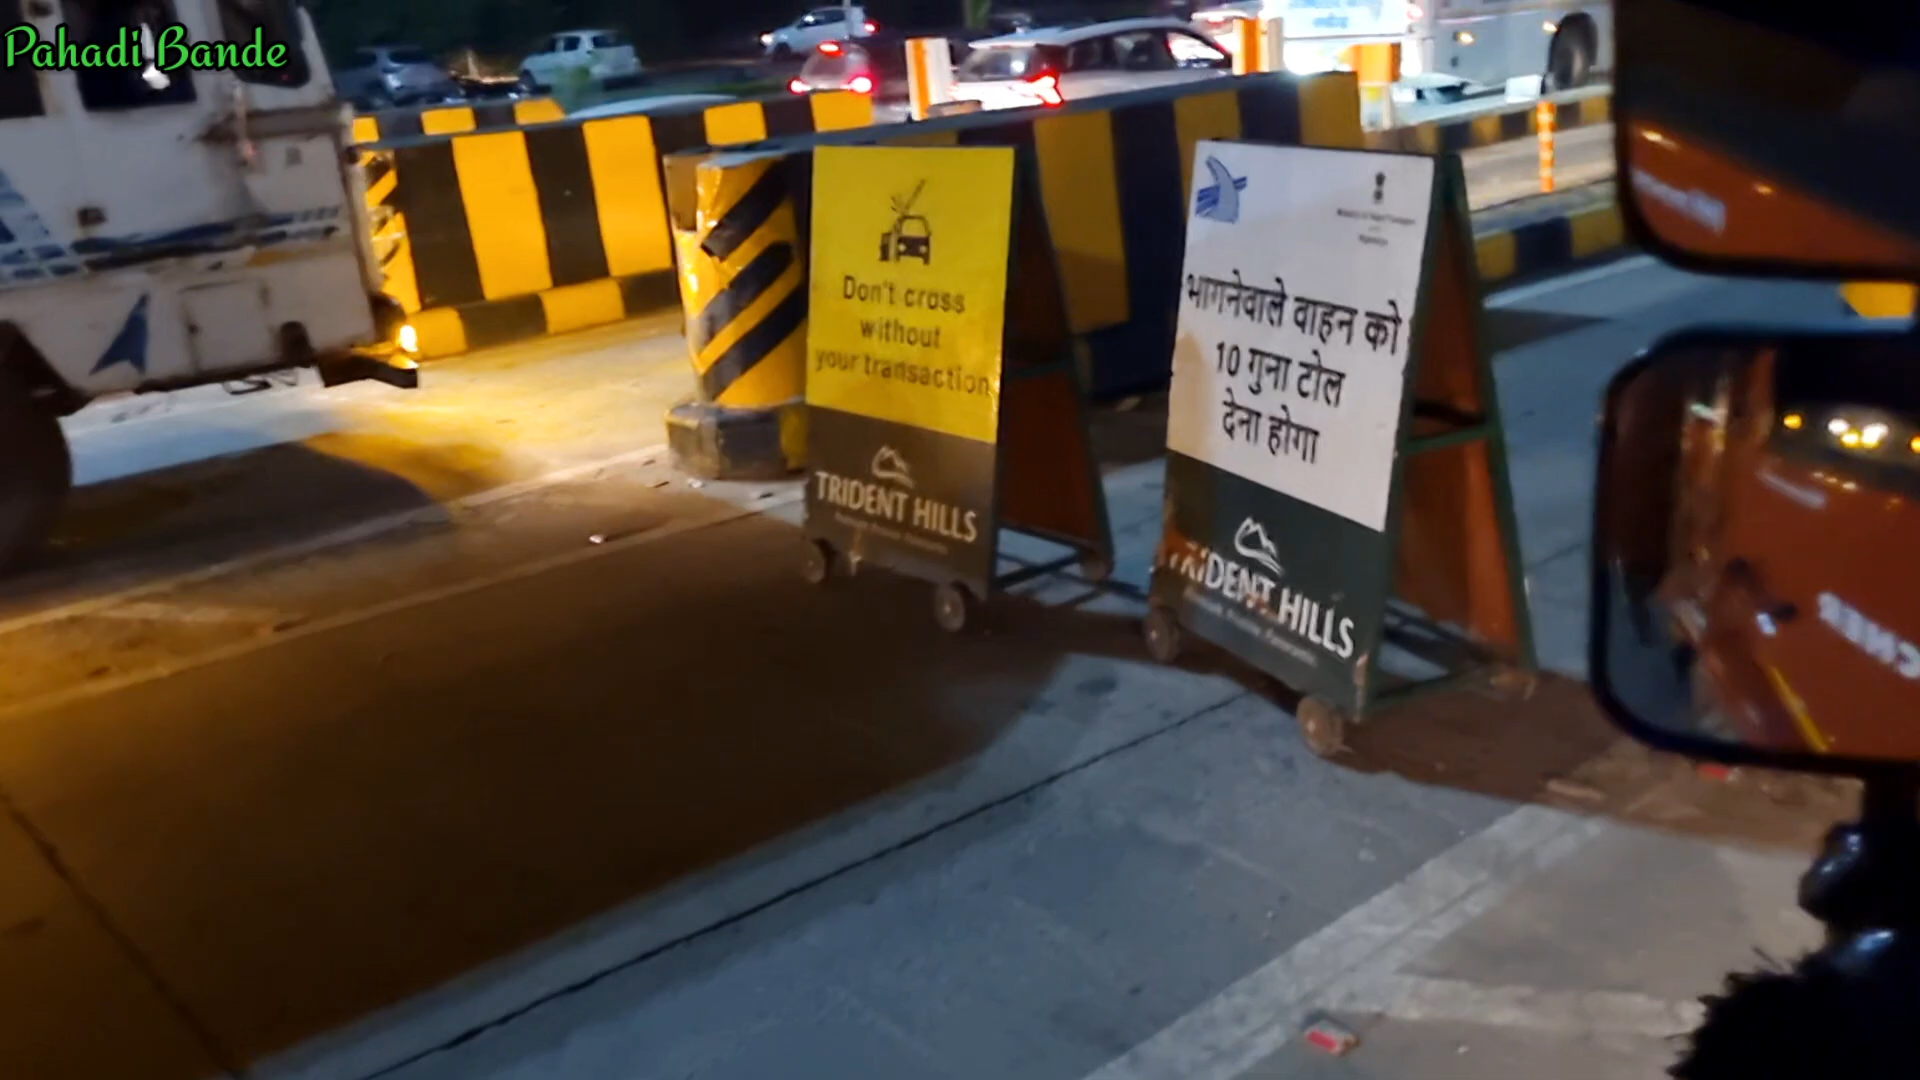 Pahadi Bande
Don't cross
without
your transaction
TRIDENT HILLS
भागनेवाले वाहन को
10 गुना टोल
देना होगा
TRIDENT HILLS